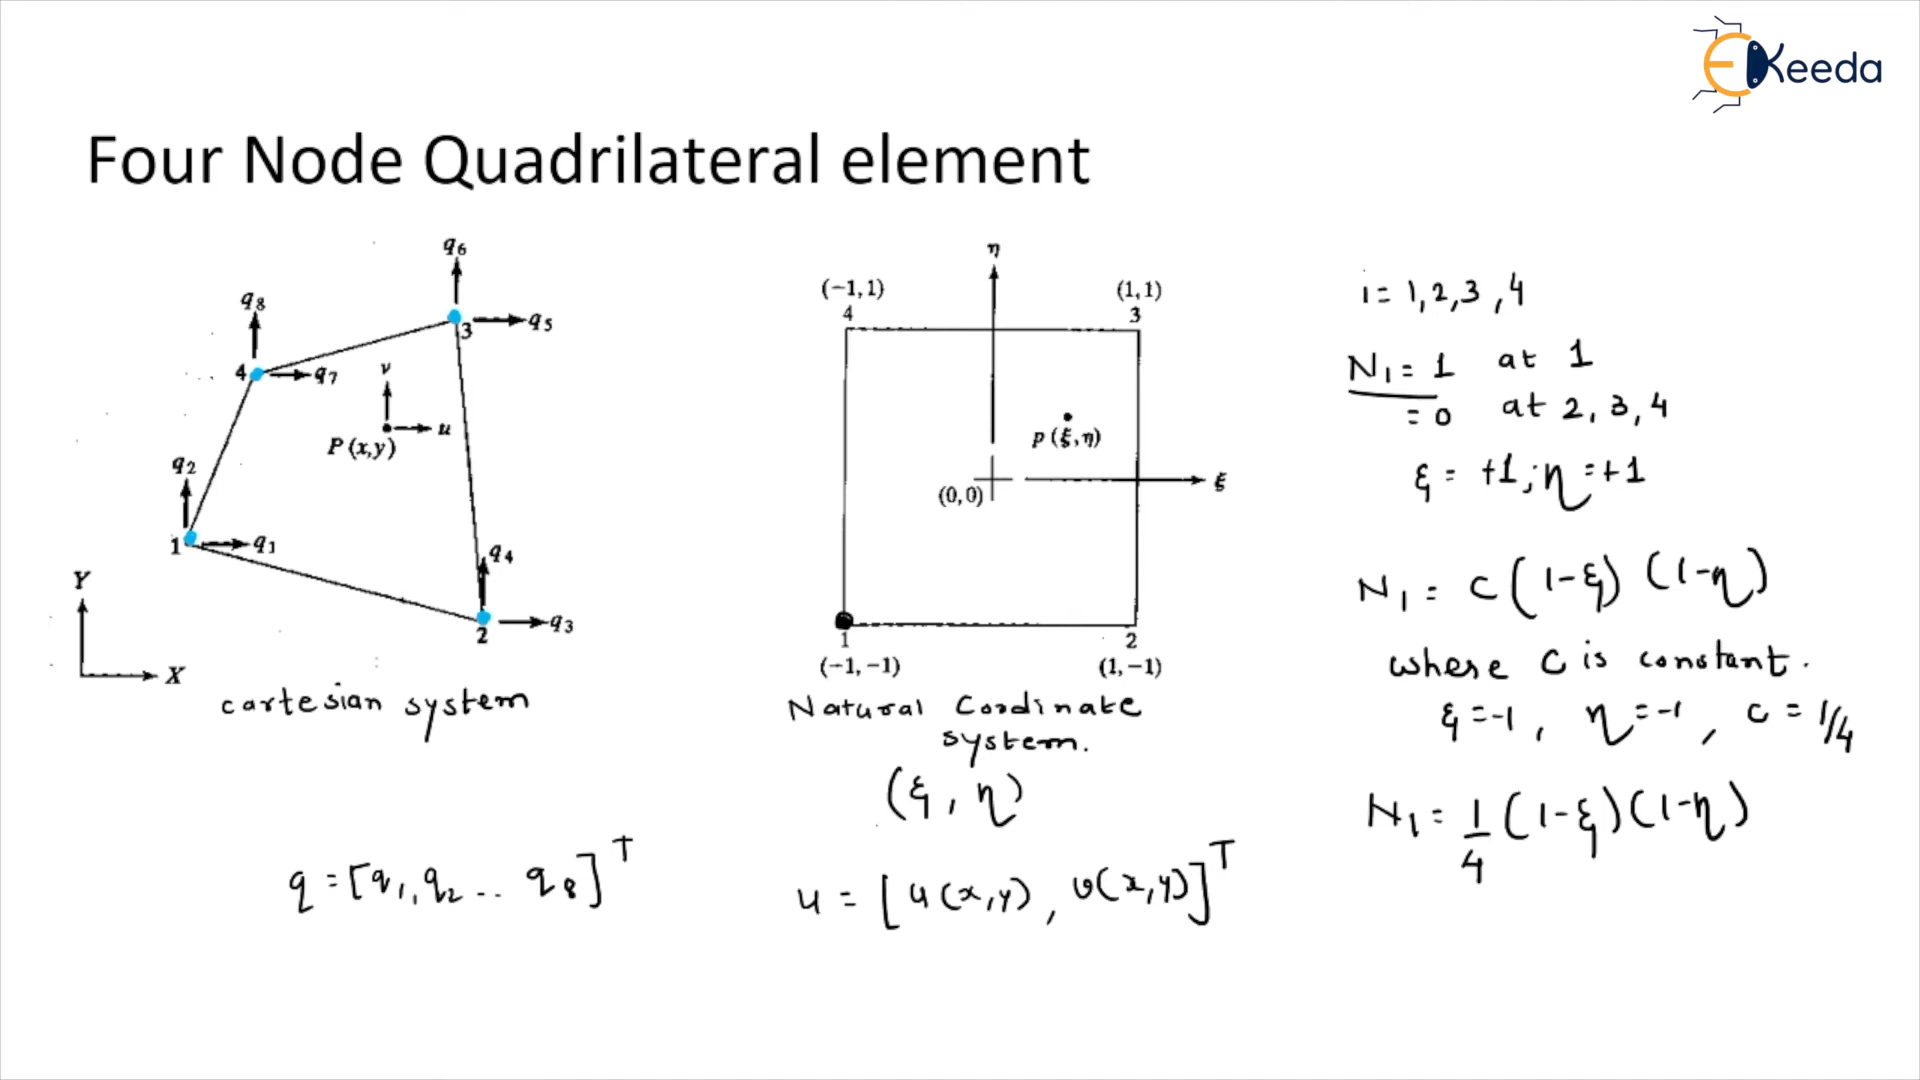 EKeeda
Four Node Quadrilateral element
q6
q8
3
q5
4
q7
v
u
P (x,y)
q2
1
q1
q4
Y
2
q3
X
cartesian system
q = [q1, q2 .. q8]ᵀ
η
(−1,1)
(1,1)
4
3
p (ξ,η)
(0,0)
ξ
1
2
(−1,−1)
(1,−1)
Natural Coordinate
system.
(ξ, η)
u = [u(x,y), v(x,y)]ᵀ
i = 1,2,3,4
N1 = 1 at 1
= 0 at 2, 3, 4
ξ = +1; η = +1
N1 = C(1-ξ) (1-η)
where C is constant.
ξ = -1, η = -1, C = 1/4
N1 = 1/4 (1-ξ)(1-η)